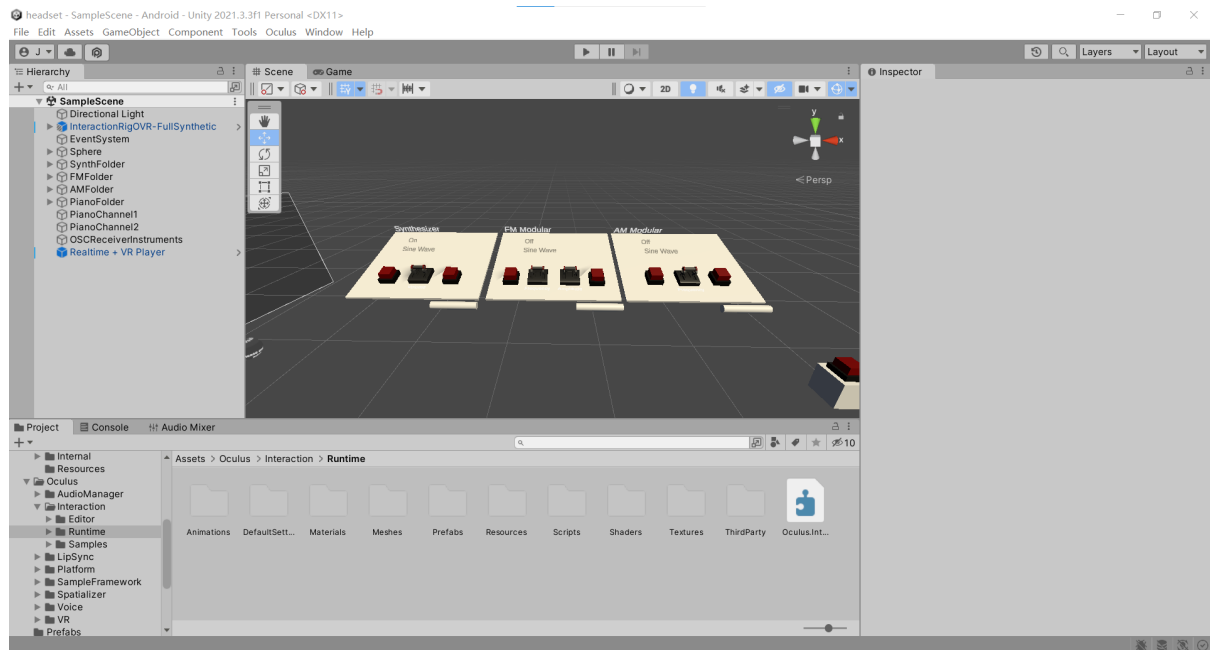 headset - SampleScene - Android - Unity 2021.3.3f1 Personal <DX11>
File Edit Assets GameObject Component Tools Oculus Window Help
J
Layers
Layout
Hierarchy
Scene
Game
Inspector
All
2D
SampleScene
Directional Light
InteractionRigOVR-FullSynthetic
EventSystem
Sphere
SynthFolder
FMFolder
AMFolder
PianoFolder
PianoChannel1
PianoChannel2
OSCReceiverInstruments
Realtime + VR Player
y
x
Persp
Synthesizer
On
Sine Wave
FM Modular
Off
Sine Wave
AM Modular
Off
Sine Wave
Project
Console
Audio Mixer
10
Internal
Resources
Oculus
AudioManager
Interaction
Editor
Runtime
Samples
LipSync
Platform
SampleFramework
Spatializer
Voice
VR
Prefabs
Assets > Oculus > Interaction > Runtime
Animations
DefaultSett...
Materials
Meshes
Prefabs
Resources
Scripts
Shaders
Textures
ThirdParty
Oculus.Int...